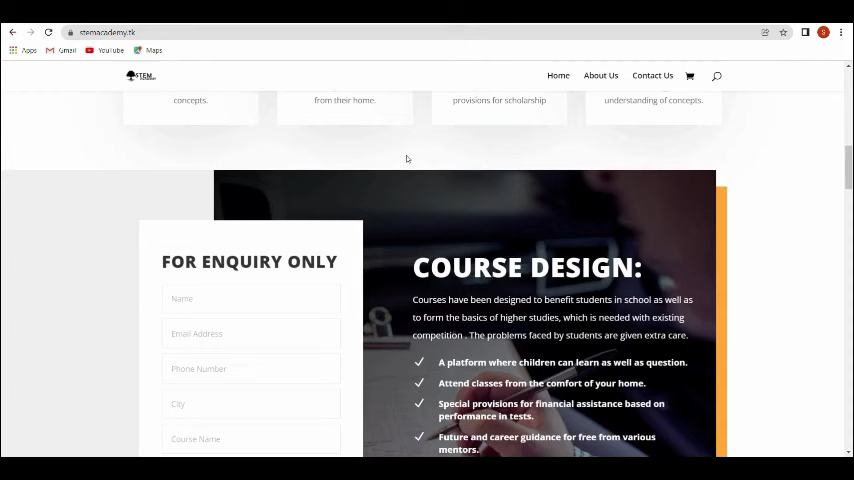 stemacademy.tk
S
Apps Gmail YouTube Maps
STEM
Home About Us Contact Us
concepts. from their home. provisions for scholarship understanding of concepts.
FOR ENQUIRY ONLY
Name
Email Address
Phone Number
City
Course Name
COURSE DESIGN:
Courses have been designed to benefit students in school as well as
to form the basics of higher studies, which is needed with existing
competition . The problems faced by students are given extra care.
A platform where children can learn as well as question.
Attend classes from the comfort of your home.
Special provisions for financial assistance based on
performance in tests.
Future and career guidance for free from various
mentors.